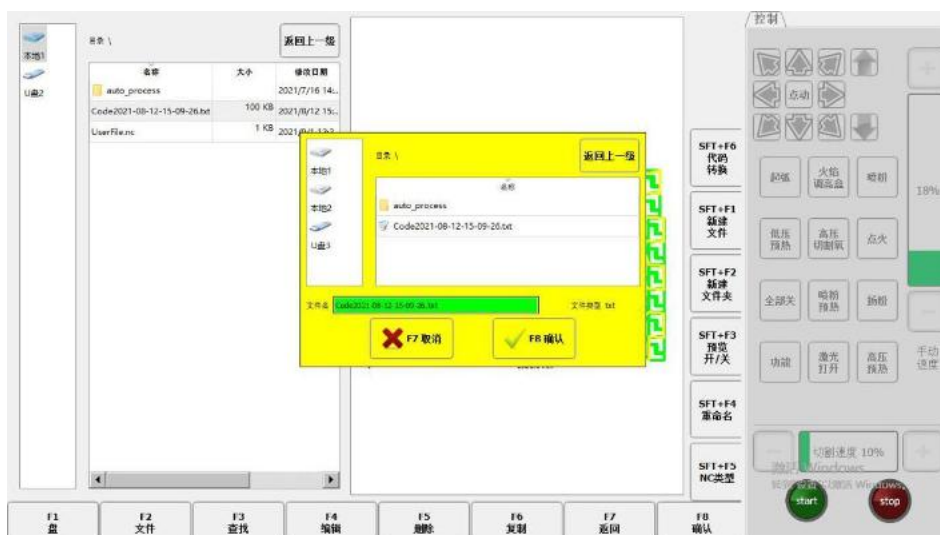 控制
本地1
U盘2
目录 \
返回上一级
名称 大小 修改日期
auto_process 2021/7/16 14:..
Code2021-08-12-15-09-26.txt 100 KB 2021/8/12 15:..
UserFile.nc 1 KB
本地1
本地2
U盘3
目录 \
返回上一级
名称
auto_process
Code2021-08-12-15-09-26.txt
文件名 Code2021-08-12-15-09-26.txt 文件类型 txt
F7 取消
F8 确认
SFT+F6
代码
转换
SFT+F1
新建
文件
SFT+F2
新建
文件夹
SFT+F3
预览
开/关
SFT+F4
重命名
SFT+F5
NC类型
点动
起弧
火焰
调高盒
喷粉
低压
预热
高压
切割氧
点火
全部关
喷粉
预热
拆粉
功能
激光
打开
高压
预热
18%
手动
速度
切割速度 10%
激活 Windows
Windows。
start
stop
F1
盘
F2
文件
F3
查找
F4
编辑
F5
删除
F6
复制
F7
返回
F8
确认